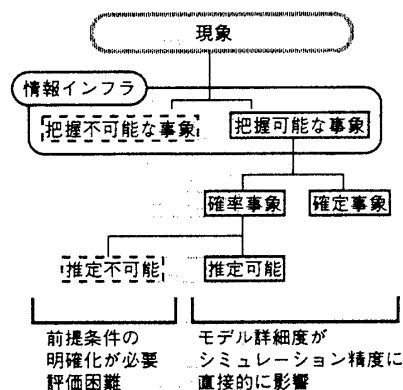 現象
情報インフラ
把握不可能な事象
把握可能な事象
確率事象
確定事象
推定不可能
推定可能
前提条件の
明確化が必要
評価困難
モデル詳細度が
シミュレーション精度に
直接的に影響